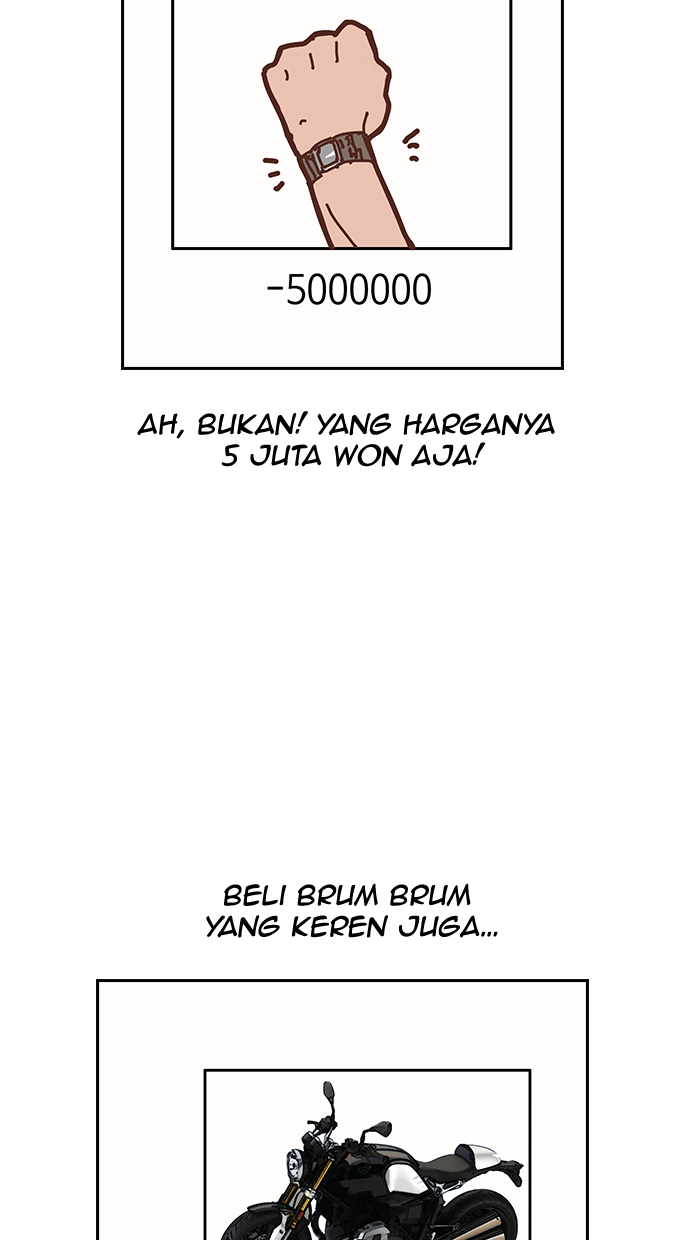 -5000000
AH, BUKAN! YANG HARGANYA
5 JUTA WON AJA!
BELI BRUM BRUM
YANG KEREN JUGA...